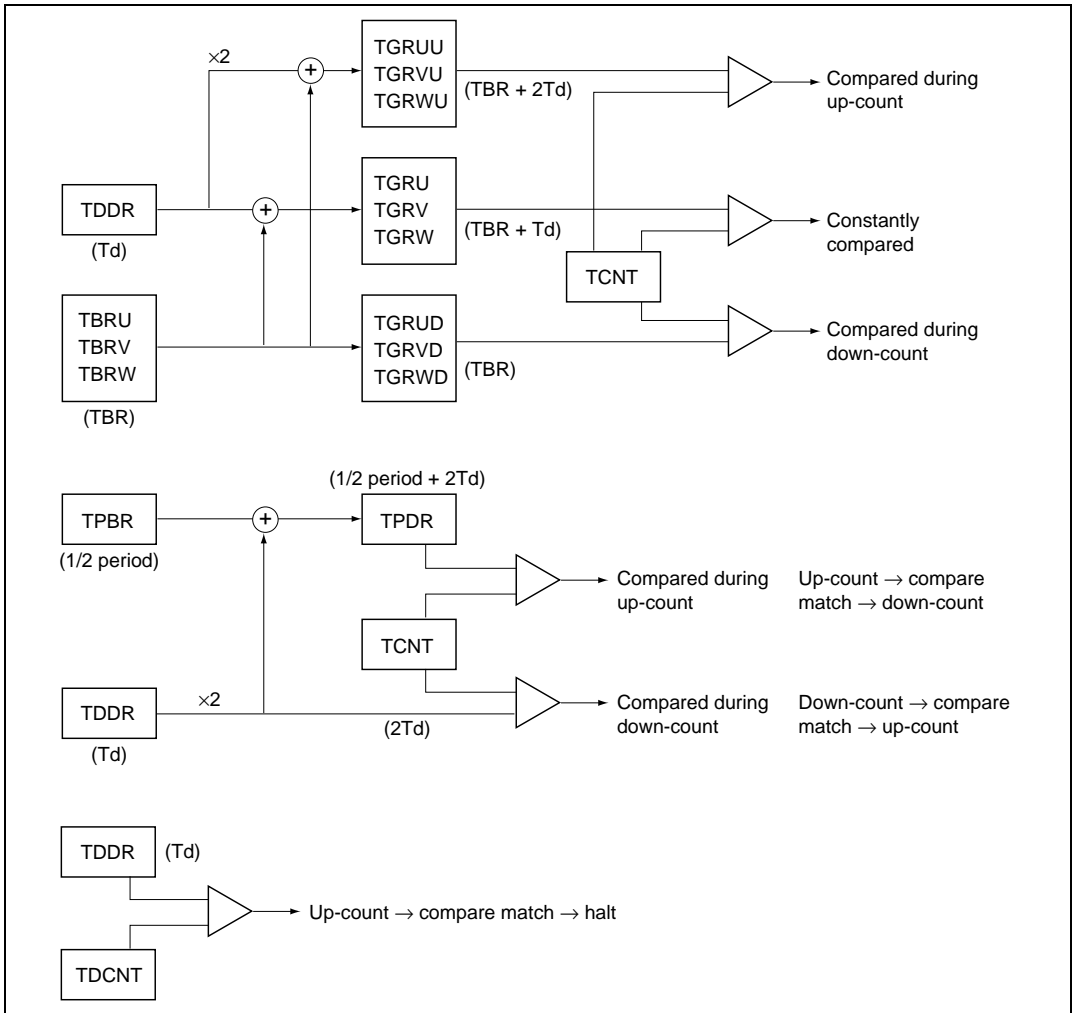 ×2
+
TGRUU
TGRVU
TGRWU
(TBR + 2Td)
Compared during
up-count
TDDR
(Td)
+
TGRU
TGRV
TGRW
(TBR + Td)
Constantly
compared
TCNT
TBRU
TBRV
TBRW
(TBR)
TGRUD
TGRVD
TGRWD
(TBR)
Compared during
down-count
(1/2 period + 2Td)
TPBR
(1/2 period)
+
TPDR
Compared during
up-count
Up-count → compare
match → down-count
TCNT
TDDR
(Td)
×2
(2Td)
Compared during
down-count
Down-count → compare
match → up-count
TDDR
(Td)
Up-count → compare match → halt
TDCNT